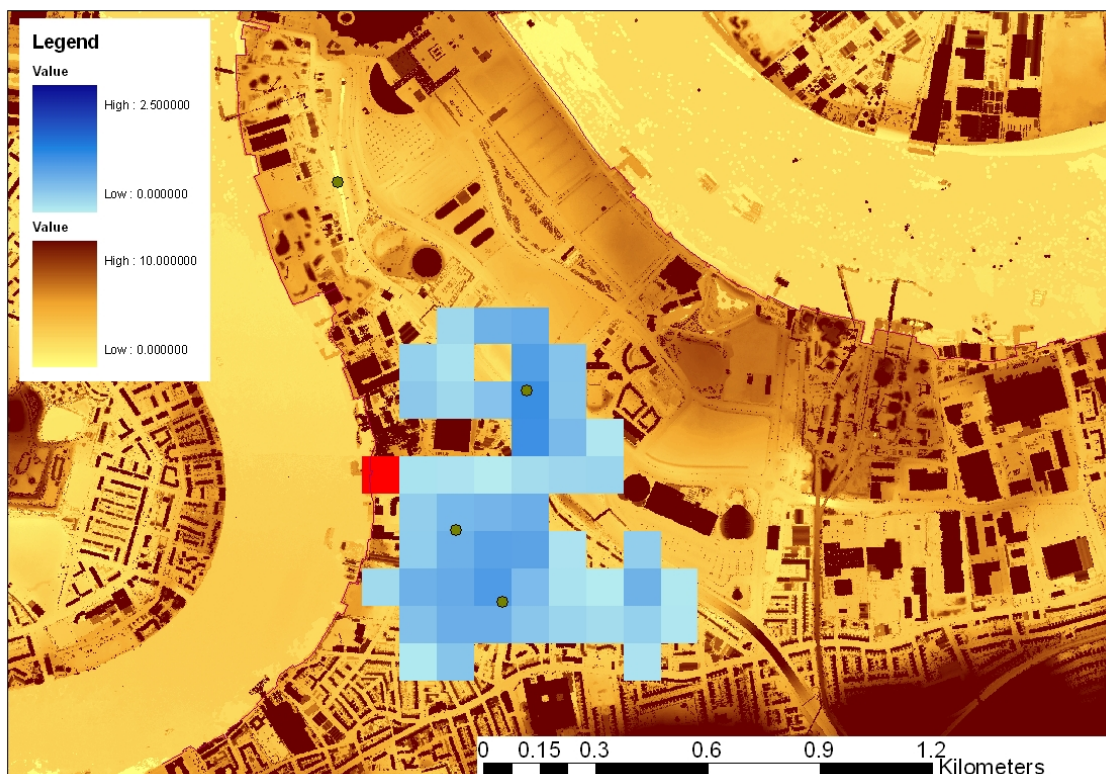 Legend
Value
High : 2.500000
Low : 0.000000
Value
High : 10.000000
Low : 0.000000
0 0.15 0.3 0.6 0.9 1.2
Kilometers